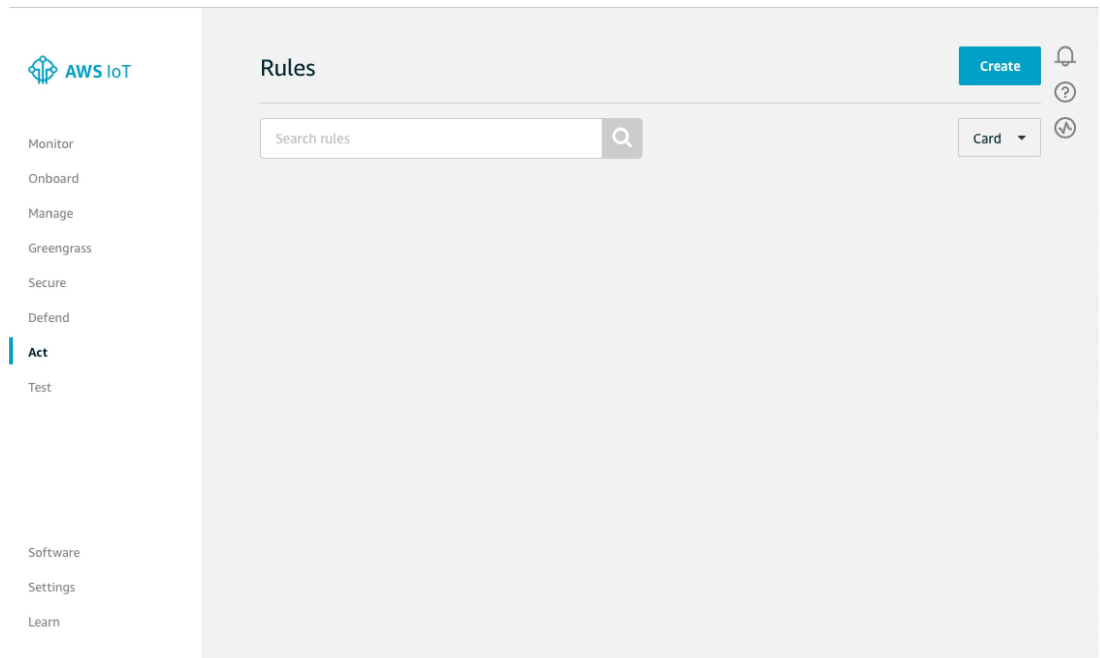 AWS IoT
Monitor
Onboard
Manage
Greengrass
Secure
Defend
Act
Test
Software
Settings
Learn
Rules
Create
Search rules
Card
?